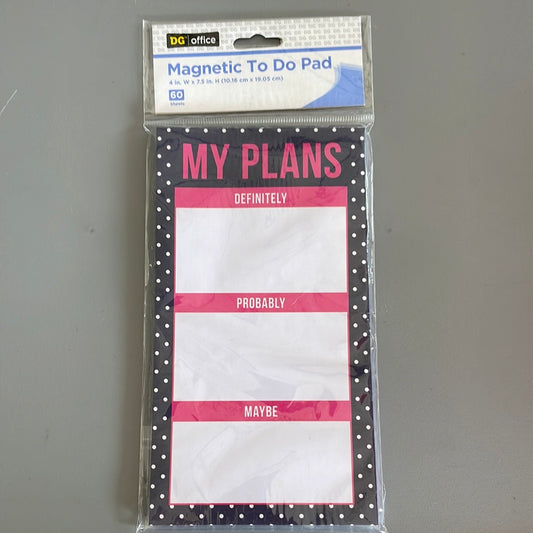 DG office
Magnetic To Do Pad
4 in. W x 7.5 in. H (10.16 cm x 19.05 cm)
60
Sheets
MY PLANS
DEFINITELY
PROBABLY
MAYBE